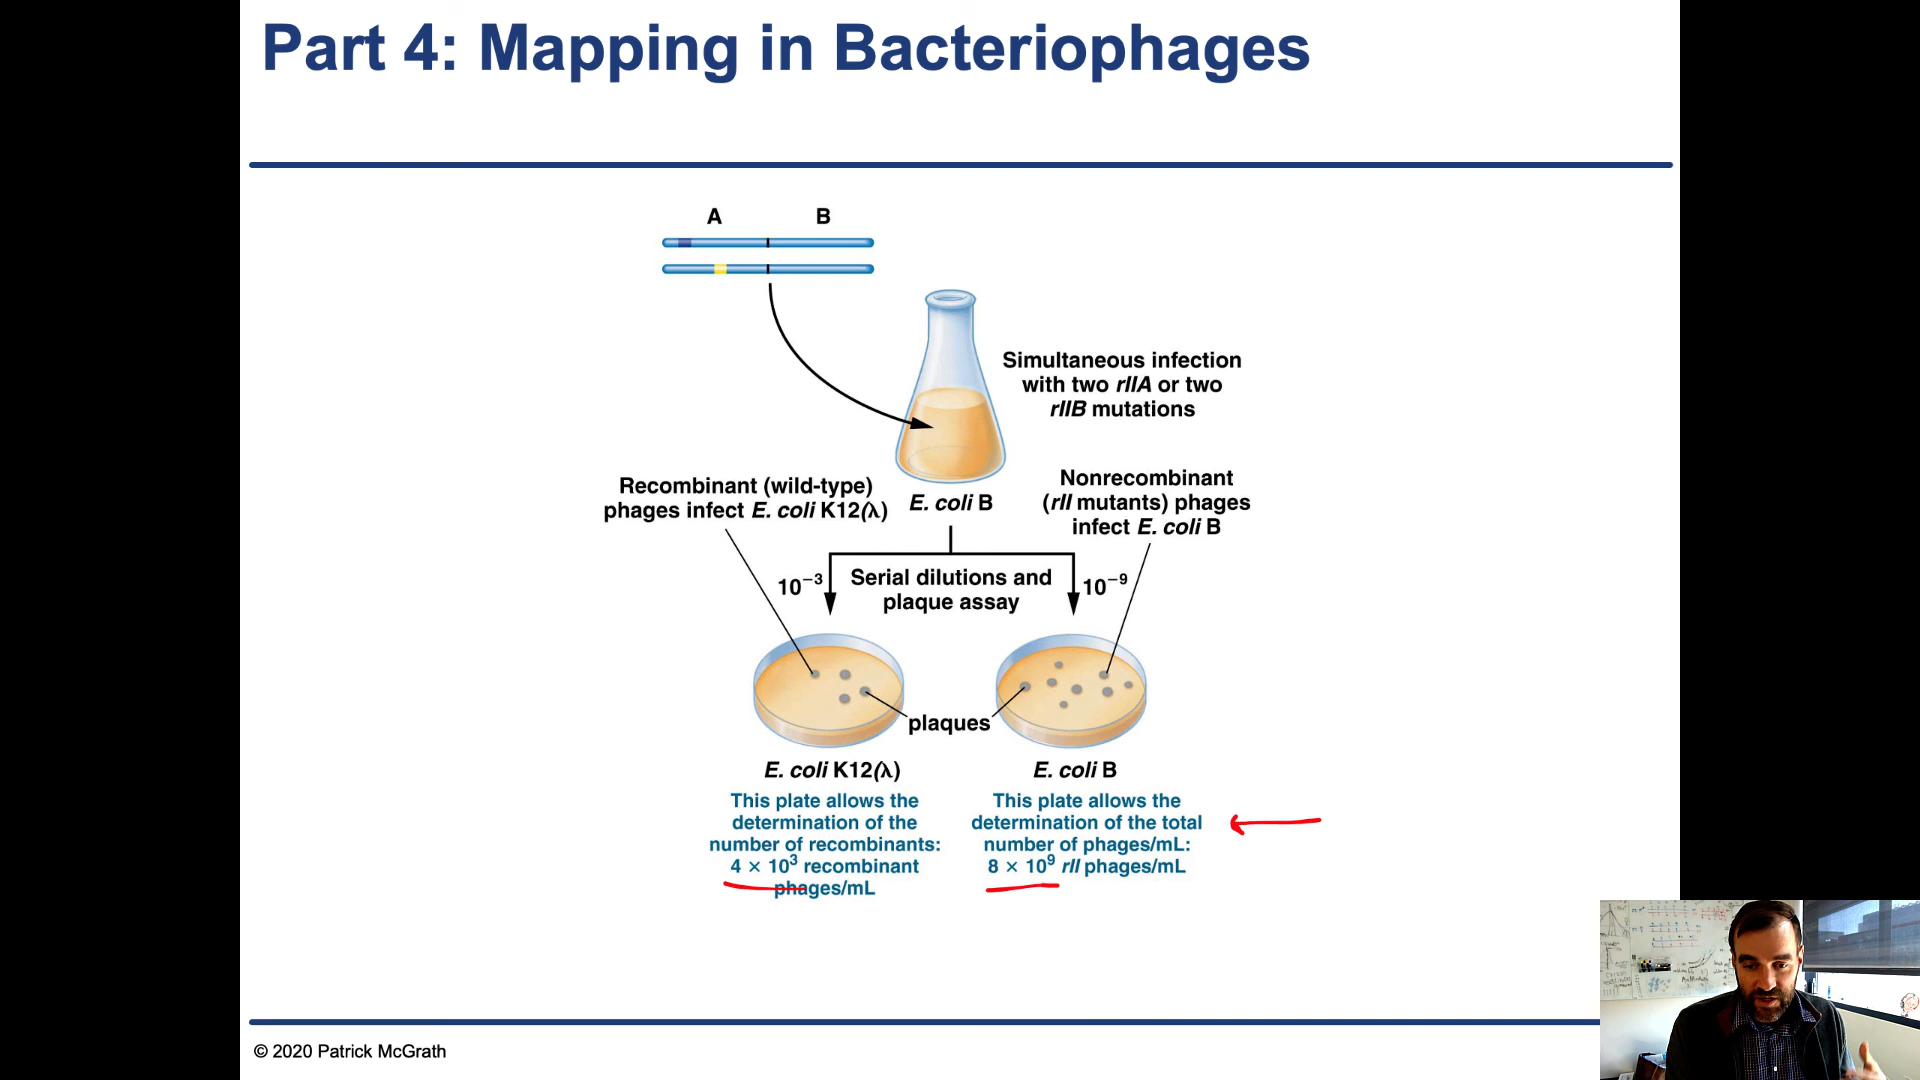 Part 4: Mapping in Bacteriophages
A B
Simultaneous infection
with two rIIA or two
rIIB mutations
Recombinant (wild-type)
phages infect E. coli K12(λ)
E. coli B
Nonrecombinant
(rII mutants) phages
infect E. coli B
10⁻³
Serial dilutions and
plaque assay
10⁻⁹
plaques
E. coli K12(λ)
This plate allows the
determination of the
number of recombinants:
4 × 10³ recombinant
phages/mL
E. coli B
This plate allows the
determination of the total
number of phages/mL:
8 × 10⁹ rII phages/mL
© 2020 Patrick McGrath